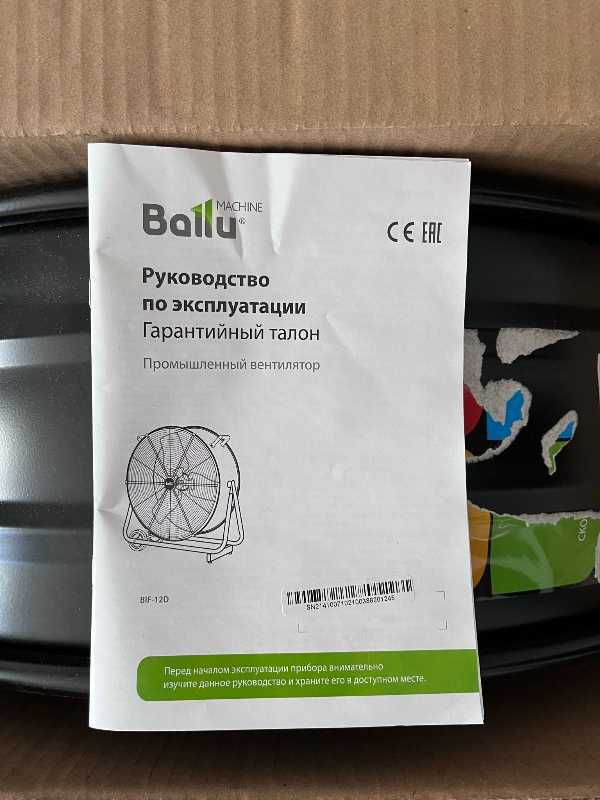 MACHINE
Ballu®
CE EAC
Руководство
по эксплуатации
Гарантийный талон
Промышленный вентилятор
BIF-12D
Перед началом эксплуатации прибора внимательно
изучите данное руководство и храните его в доступном месте.
СКО